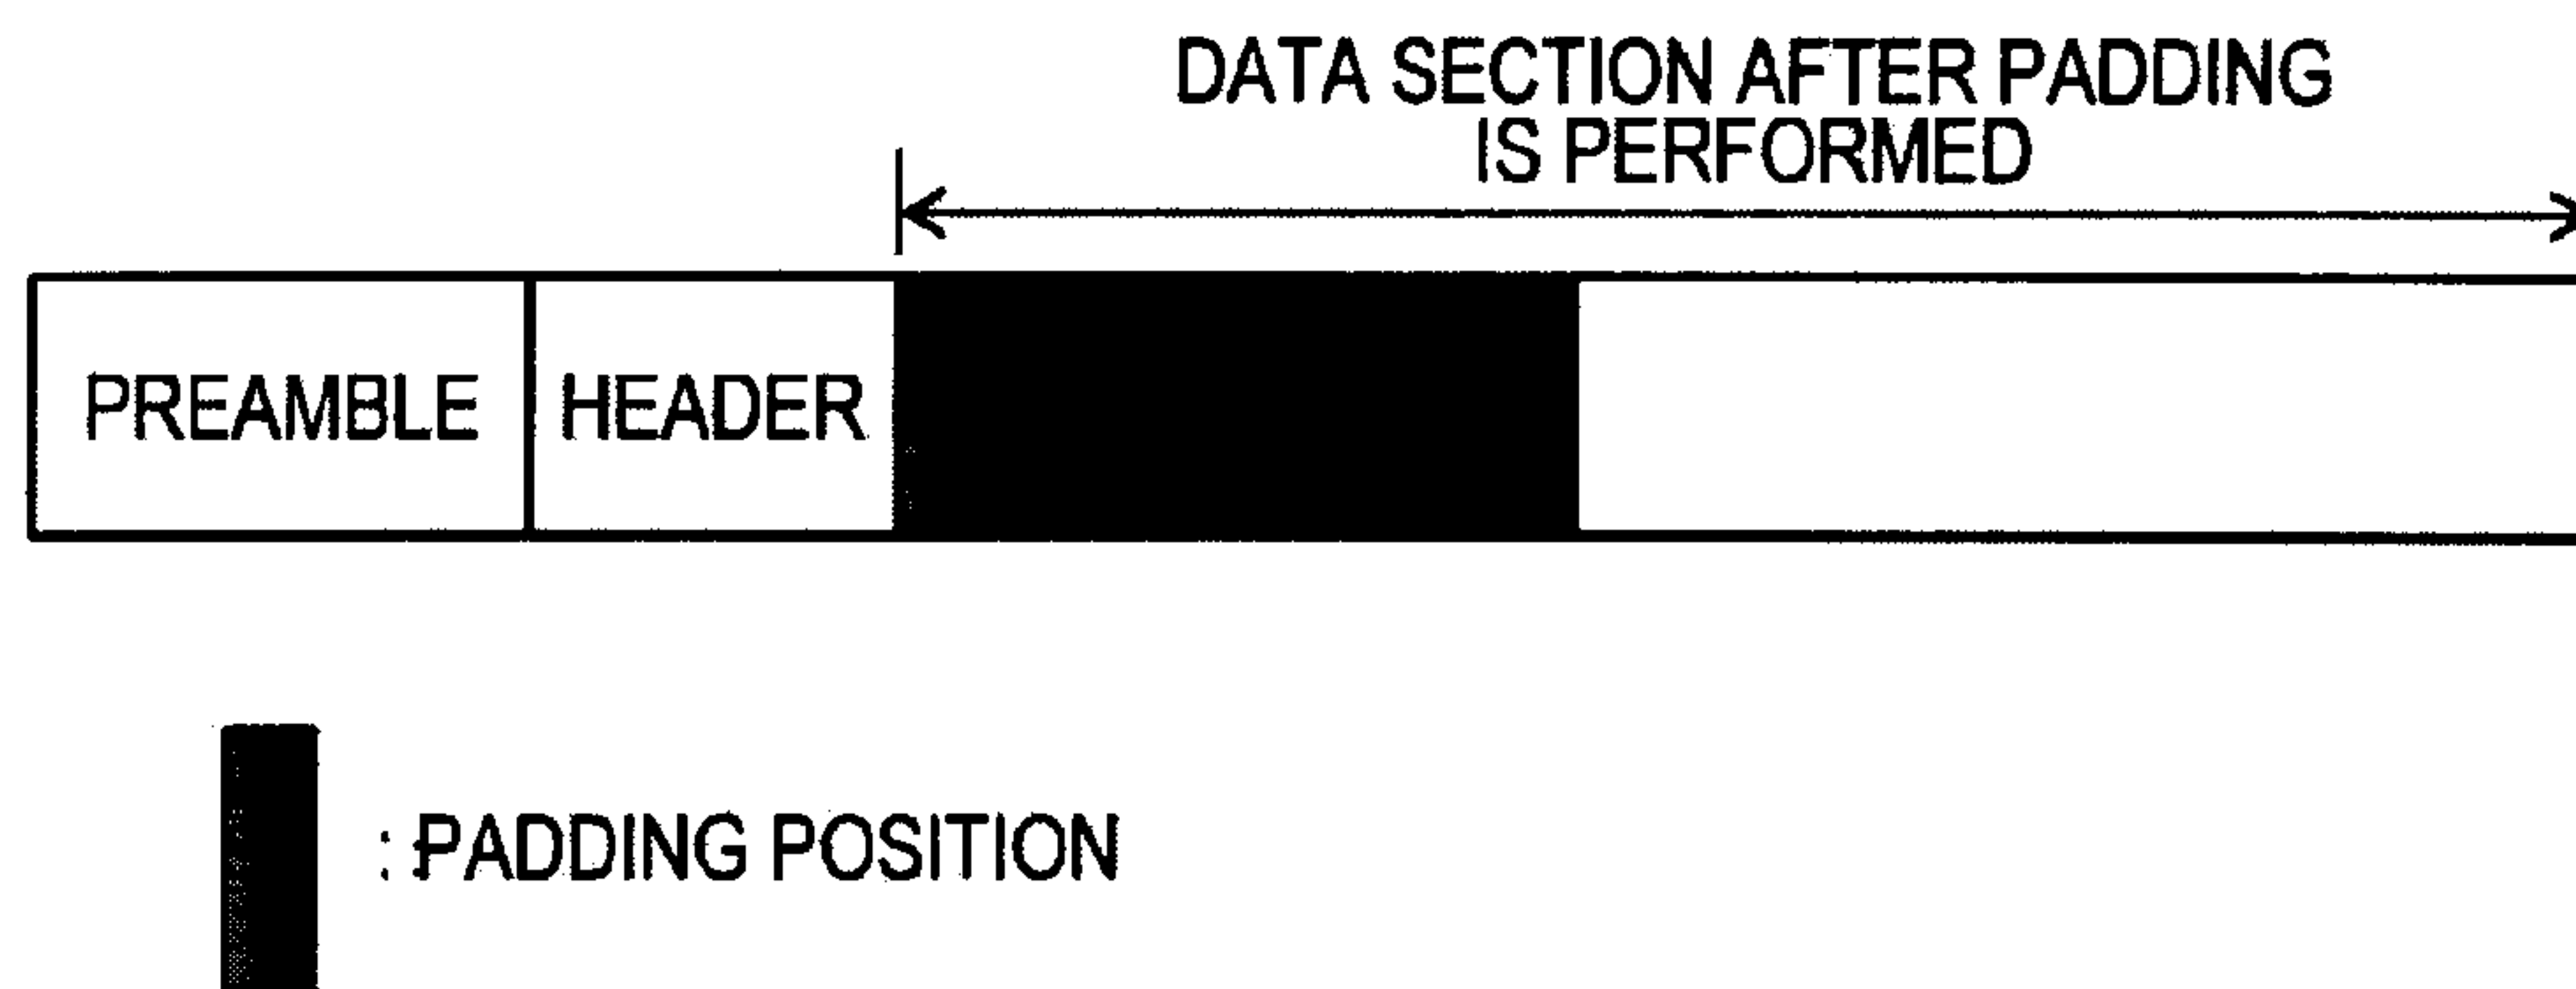 DATA SECTION AFTER PADDING
IS PERFORMED
PREAMBLE HEADER
: PADDING POSITION